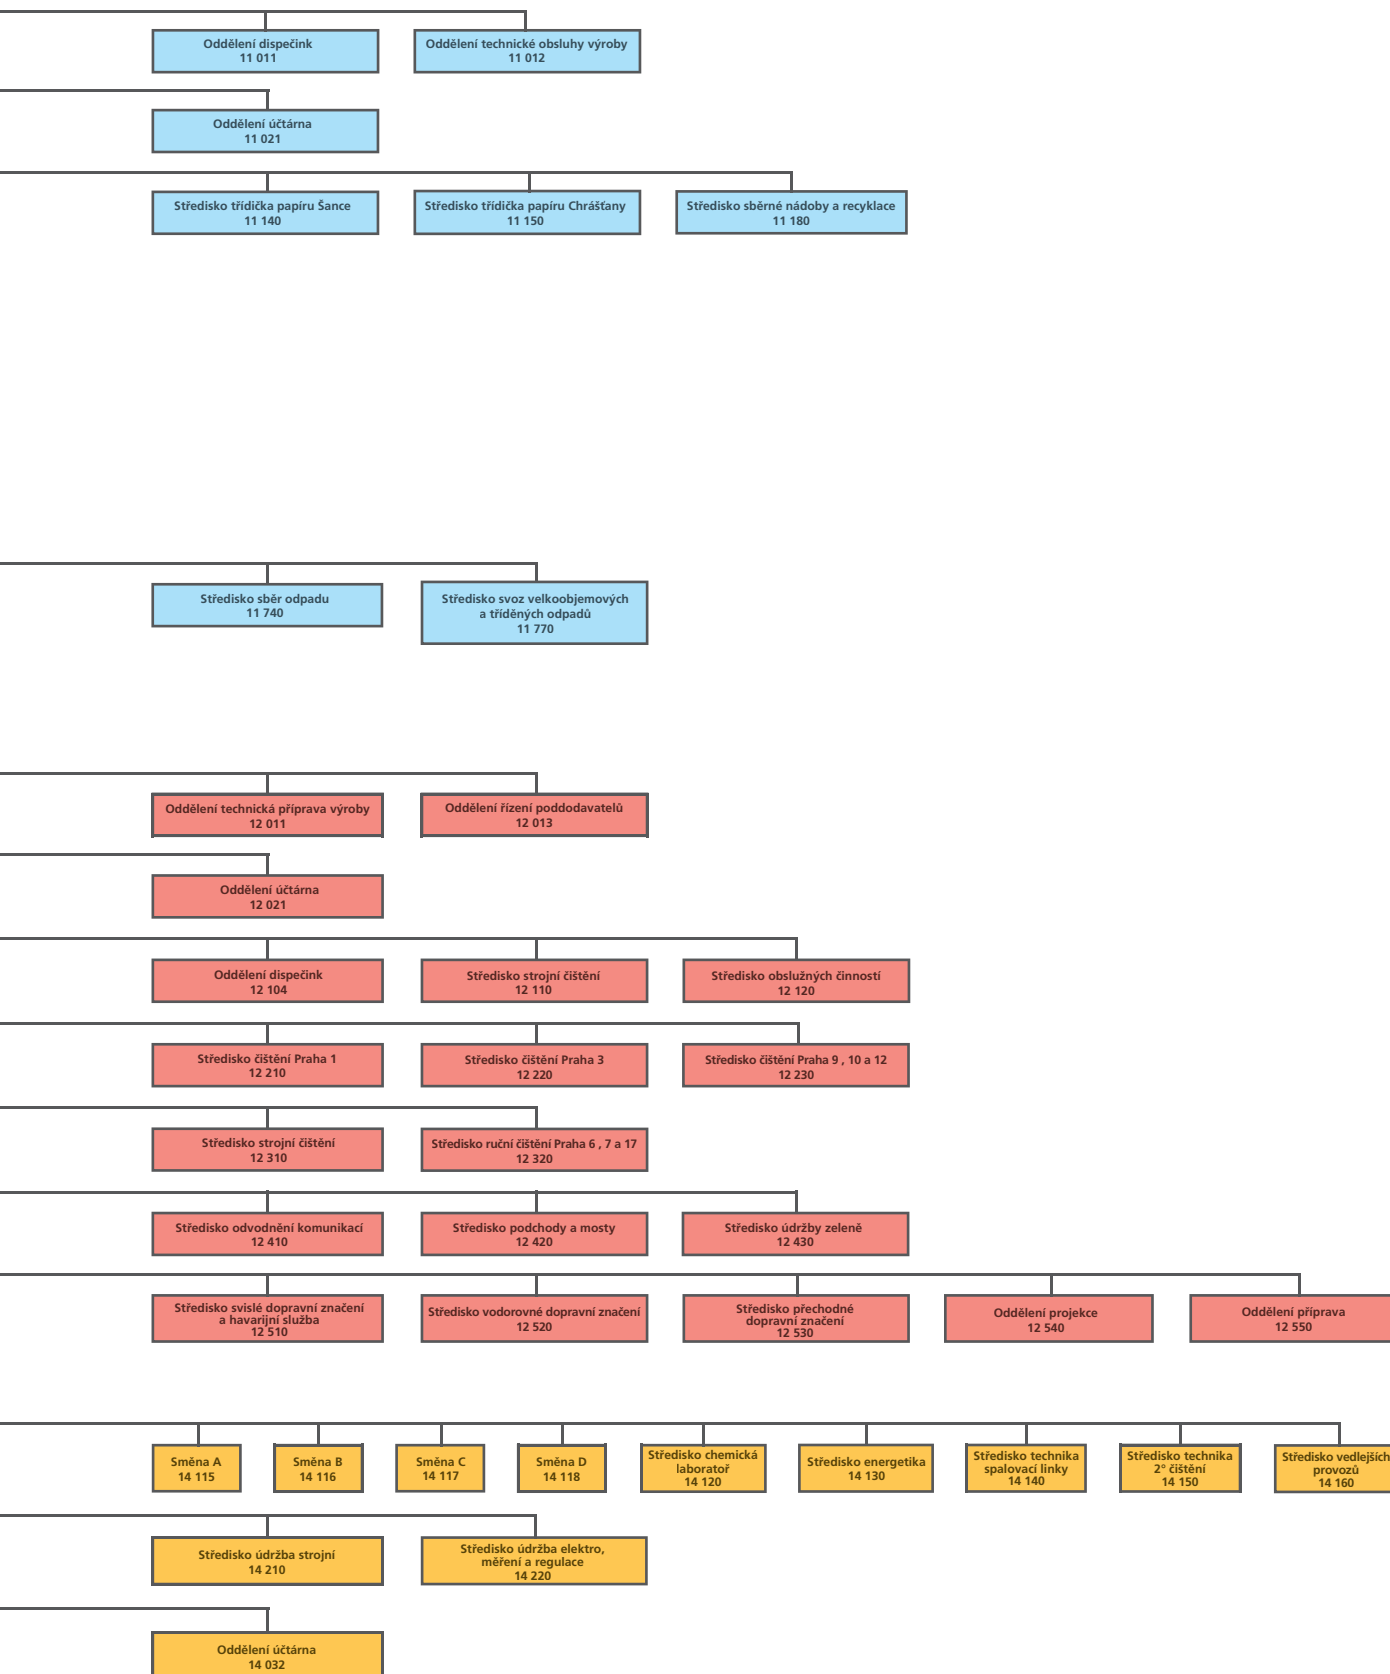 Oddělení dispečink
11 011
Oddělení technické obsluhy výroby
11 012
Oddělení účtárna
11 021
Středisko třídička papíru Šance
11 140
Středisko třídička papíru Chrášťany
11 150
Středisko sběrné nádoby a recyklace
11 180
Středisko sběr odpadu
11 740
Středisko svoz velkoobjemových
a tříděných odpadů
11 770
Oddělení technická příprava výroby
12 011
Oddělení řízení poddodavatelů
12 013
Oddělení účtárna
12 021
Oddělení dispečink
12 104
Středisko strojní čištění
12 110
Středisko obslužných činností
12 120
Středisko čištění Praha 1
12 210
Středisko čištění Praha 3
12 220
Středisko čištění Praha 9 , 10 a 12
12 230
Středisko strojní čištění
12 310
Středisko ruční čištění Praha 6 , 7 a 17
12 320
Středisko odvodnění komunikací
12 410
Středisko podchody a mosty
12 420
Středisko údržby zeleně
12 430
Středisko svislé dopravní značení
a havarijní služba
12 510
Středisko vodorovné dopravní značení
12 520
Středisko přechodné
dopravní značení
12 530
Oddělení projekce
12 540
Oddělení příprava
12 550
Směna A
14 115
Směna B
14 116
Směna C
14 117
Směna D
14 118
Středisko chemická
laboratoř
14 120
Středisko energetika
14 130
Středisko technika
spalovací linky
14 140
Středisko technika
2° čištění
14 150
Středisko vedlejších
provozů
14 160
Středisko údržba strojní
14 210
Středisko údržba elektro,
měření a regulace
14 220
Oddělení účtárna
14 032